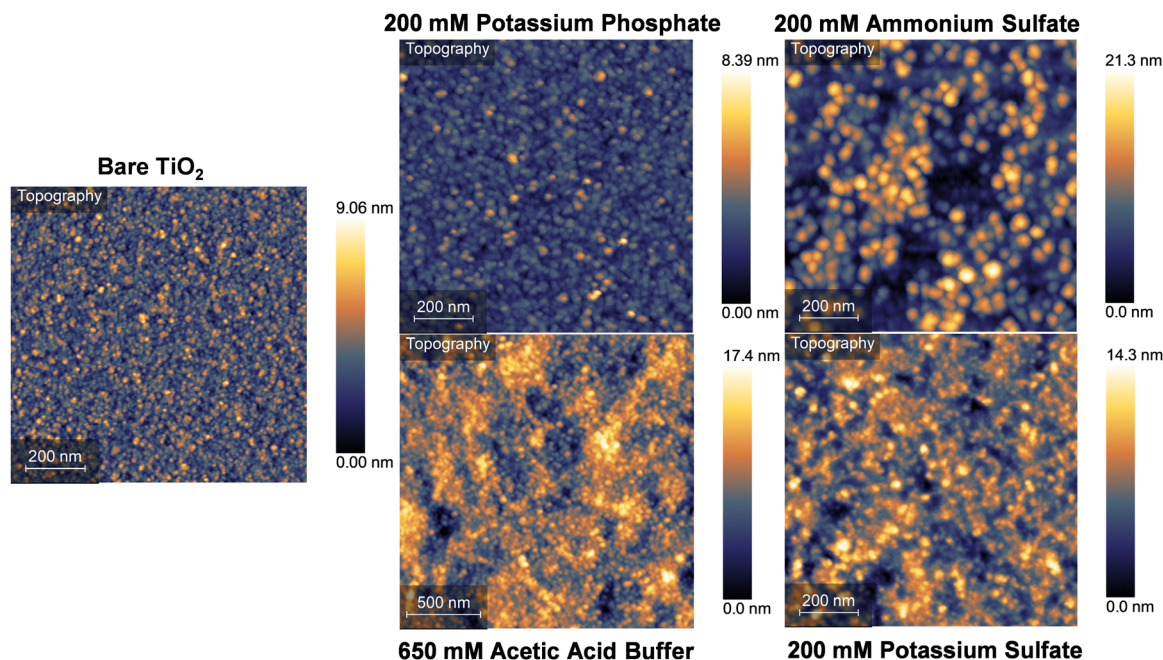 200 mM Potassium Phosphate
200 mM Ammonium Sulfate
Topography
8.39 nm
Topography
21.3 nm
Bare TiO₂
Topography
9.06 nm
200 nm
0.00 nm
200 nm
0.0 nm
Topography
17.4 nm
Topography
14.3 nm
200 nm
0.00 nm
500 nm
0.0 nm
200 nm
0.0 nm
650 mM Acetic Acid Buffer
200 mM Potassium Sulfate